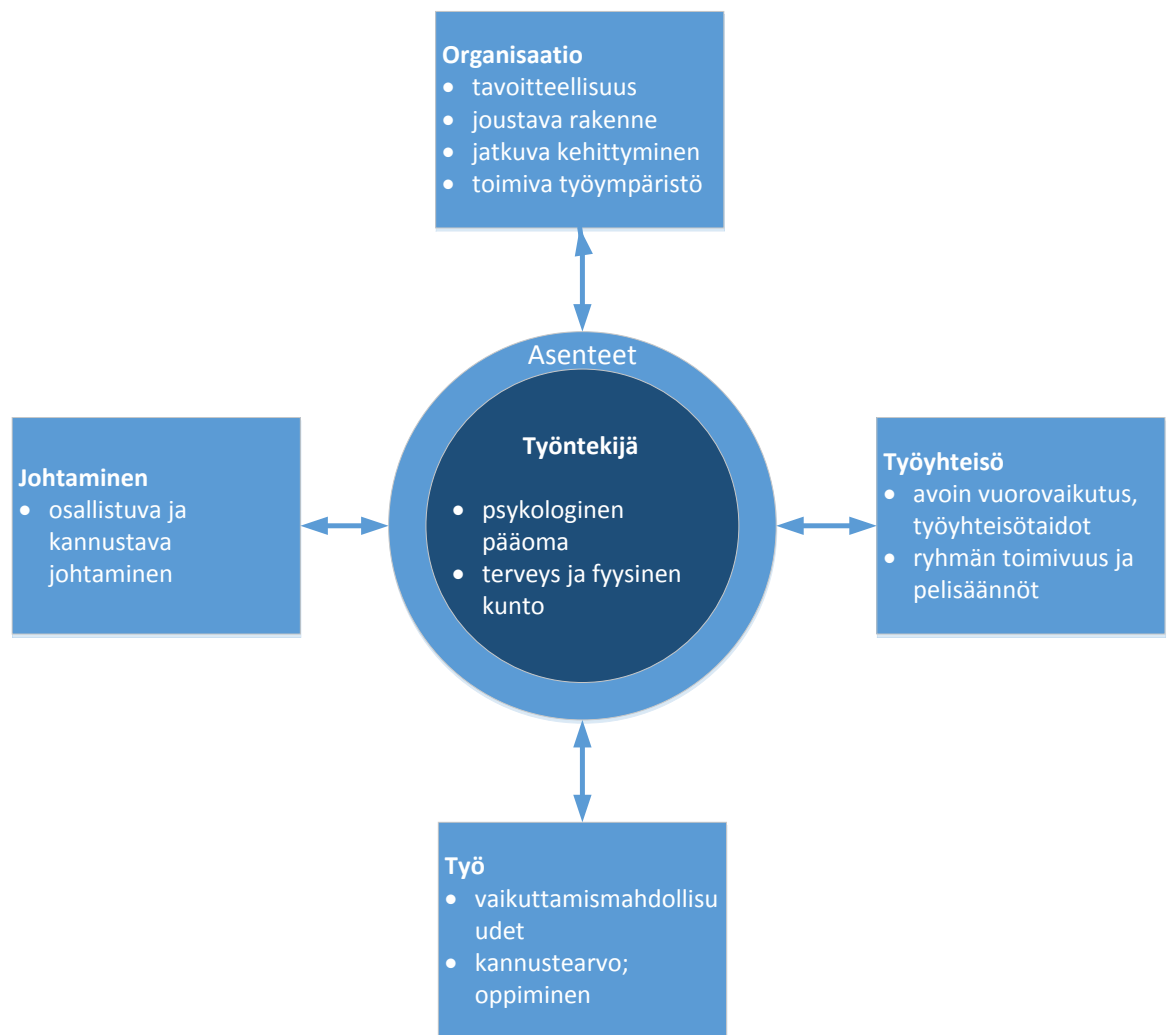 Organisaatio
• tavoitteellisuus
• joustava rakenne
• jatkuva kehittyminen
• toimiva työympäristö
Asenteet
Työntekijä
• psykologinen
pääoma
• terveys ja fyysinen
kunto
Johtaminen
• osallistuva ja
kannustava
johtaminen
Työyhteisö
• avoin vuorovaikutus,
työyhteisötaidot
• ryhmän toimivuus ja
pelisäännöt
Työ
• vaikuttamismahdollisu
udet
• kannustearvo;
oppiminen